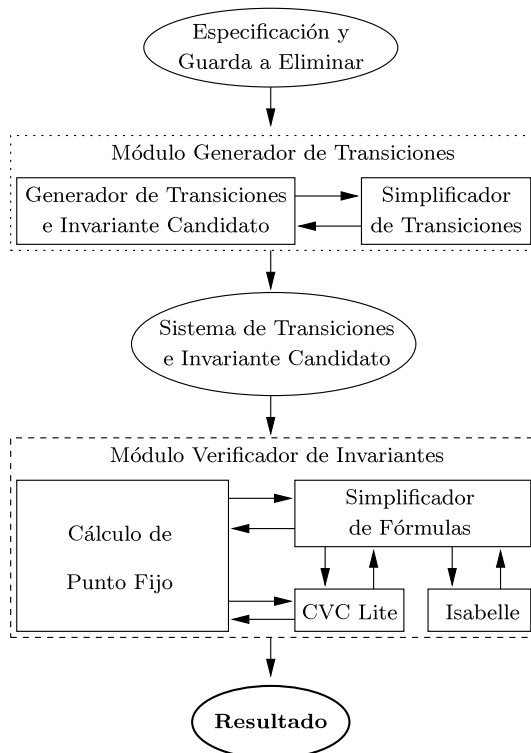 Especificación y
Guarda a Eliminar
Módulo Generador de Transiciones
Generador de Transiciones
e Invariante Candidato
Simplificador
de Transiciones
Sistema de Transiciones
e Invariante Candidato
Módulo Verificador de Invariantes
Cálculo de
Punto Fijo
Simplificador
de Fórmulas
CVC Lite
Isabelle
Resultado